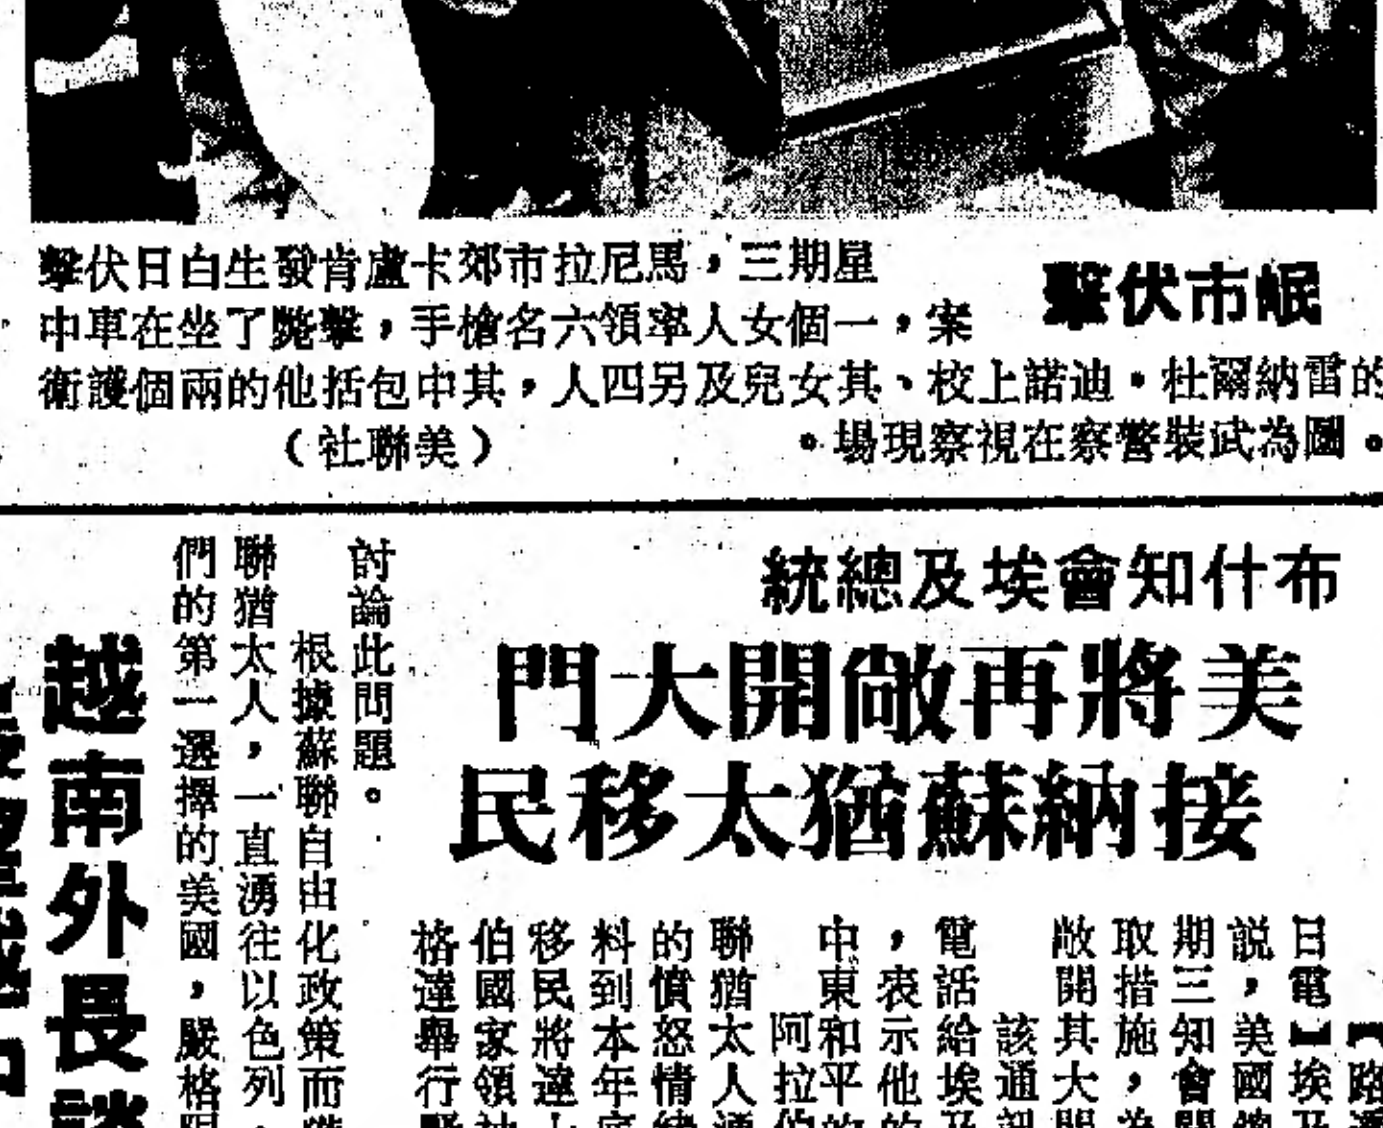 岷市伏擊
星期三，馬尼拉市郊卡盧肯發生白日伏擊
案，一個女人率領六名槍手，擊斃了坐在車中
的雷納爾杜・迪諾上校、其女兒及另四人，其中包括他的兩個護衛
。圖為武裝警察在視察現場。（美聯社）
布什知會埃及總統
美將再敞開大門
接納蘇猶太移民
【路透
日電】埃及
說，美國總
期三知會開
取措施，為
敞開其大門
該通訊
電話給埃及
，表示他的
中東和平的
阿拉伯
聯猶太人湧
的憤怒情緒
料到本年底
移民將達十
伯國家領袖
格達舉行緊
討論此問題。
根據蘇聯自由化政策而獲
聯猶太人，一直湧往以色列，
們的第一選擇的美國，嚴格限
越南外長談